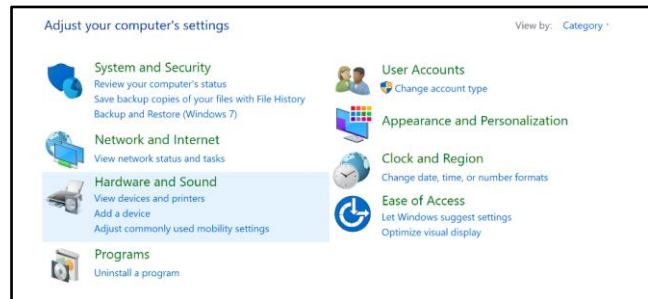 Adjust your computer's settings
View by: Category
System and Security
Review your computer's status
Save backup copies of your files with File History
Backup and Restore (Windows 7)
Network and Internet
View network status and tasks
Hardware and Sound
View devices and printers
Add a device
Adjust commonly used mobility settings
Programs
Uninstall a program
User Accounts
Change account type
Appearance and Personalization
Clock and Region
Change date, time, or number formats
Ease of Access
Let Windows suggest settings
Optimize visual display